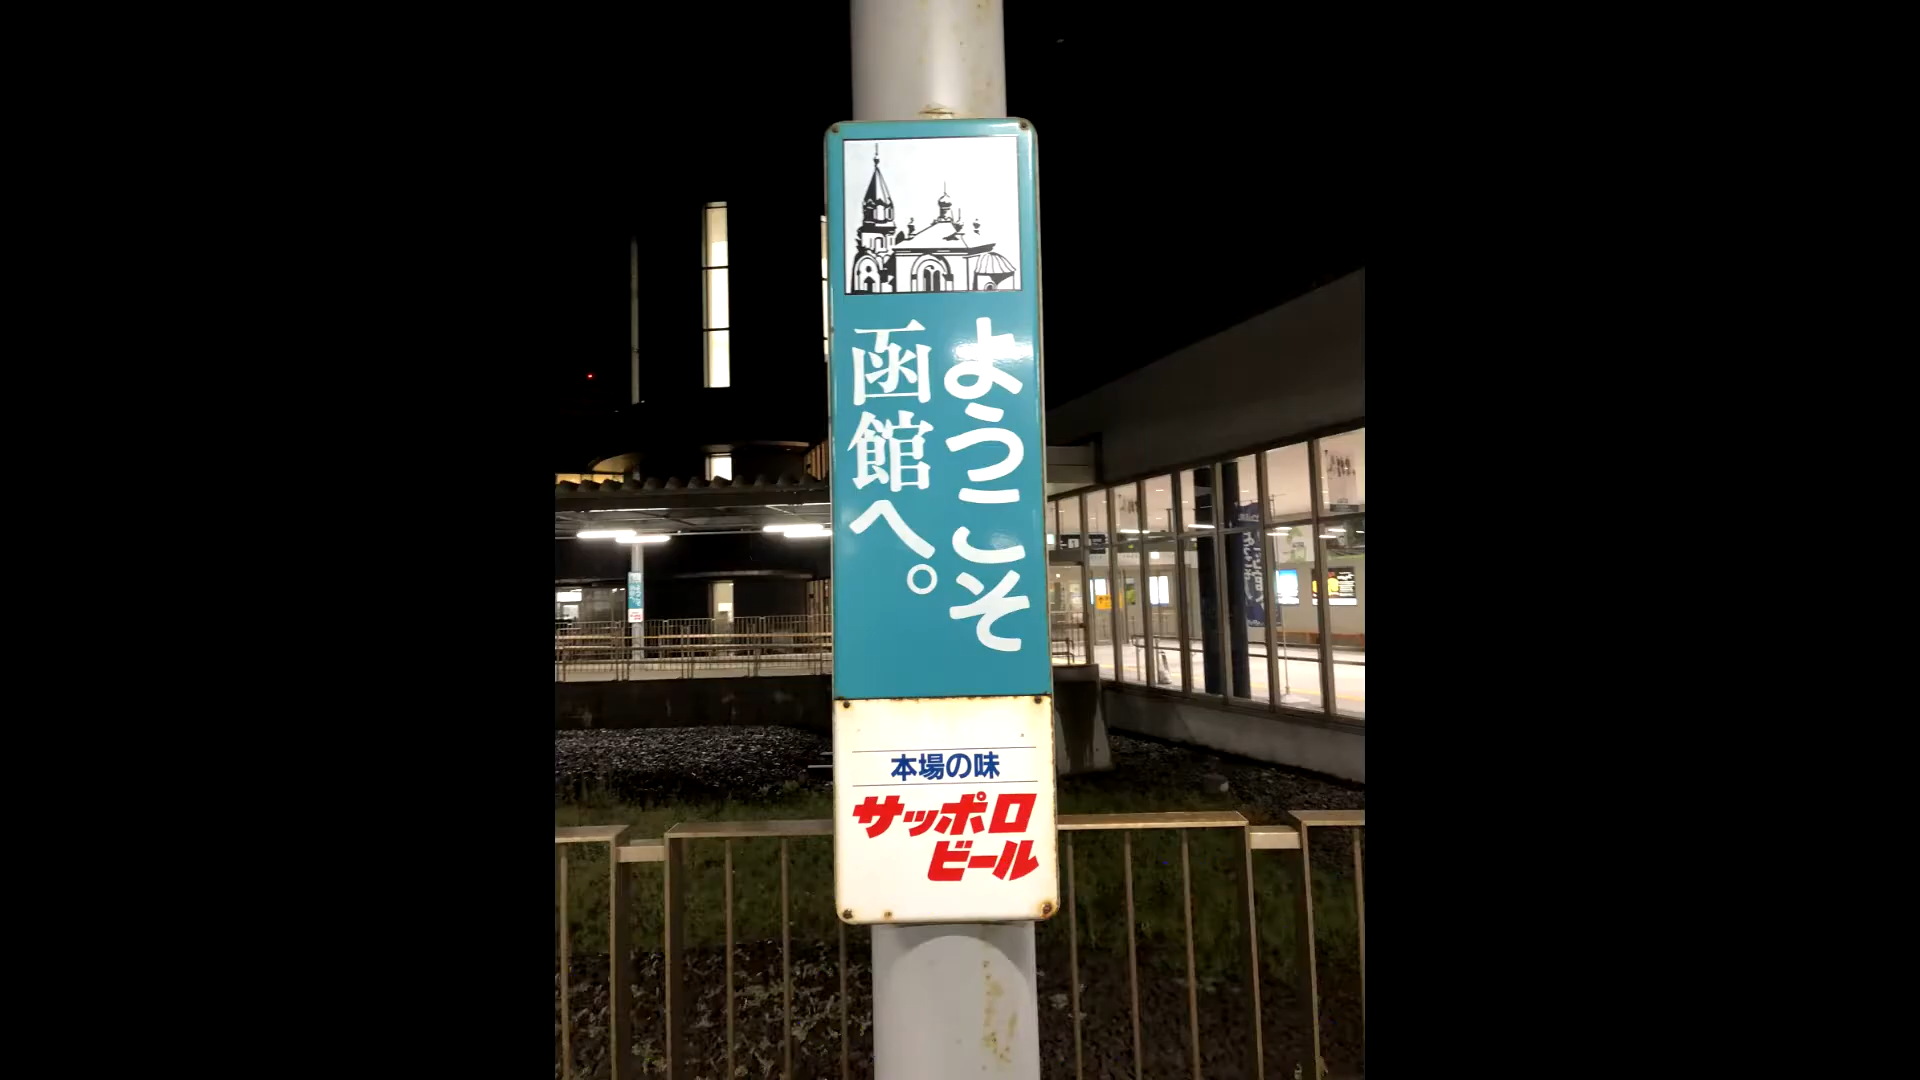 ようこそ
函館へ。
本場の味
サッポロ
ビール